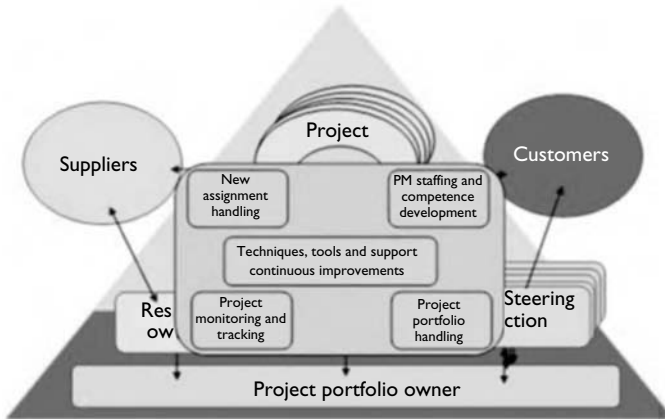 Project
Suppliers
Customers
New
assignment
handling
PM staffing and
competence
development
Techniques, tools and support
continuous improvements
Res
ow
Project
monitoring and
tracking
Project
portfolio
handling
Steering
ction
Project portfolio owner